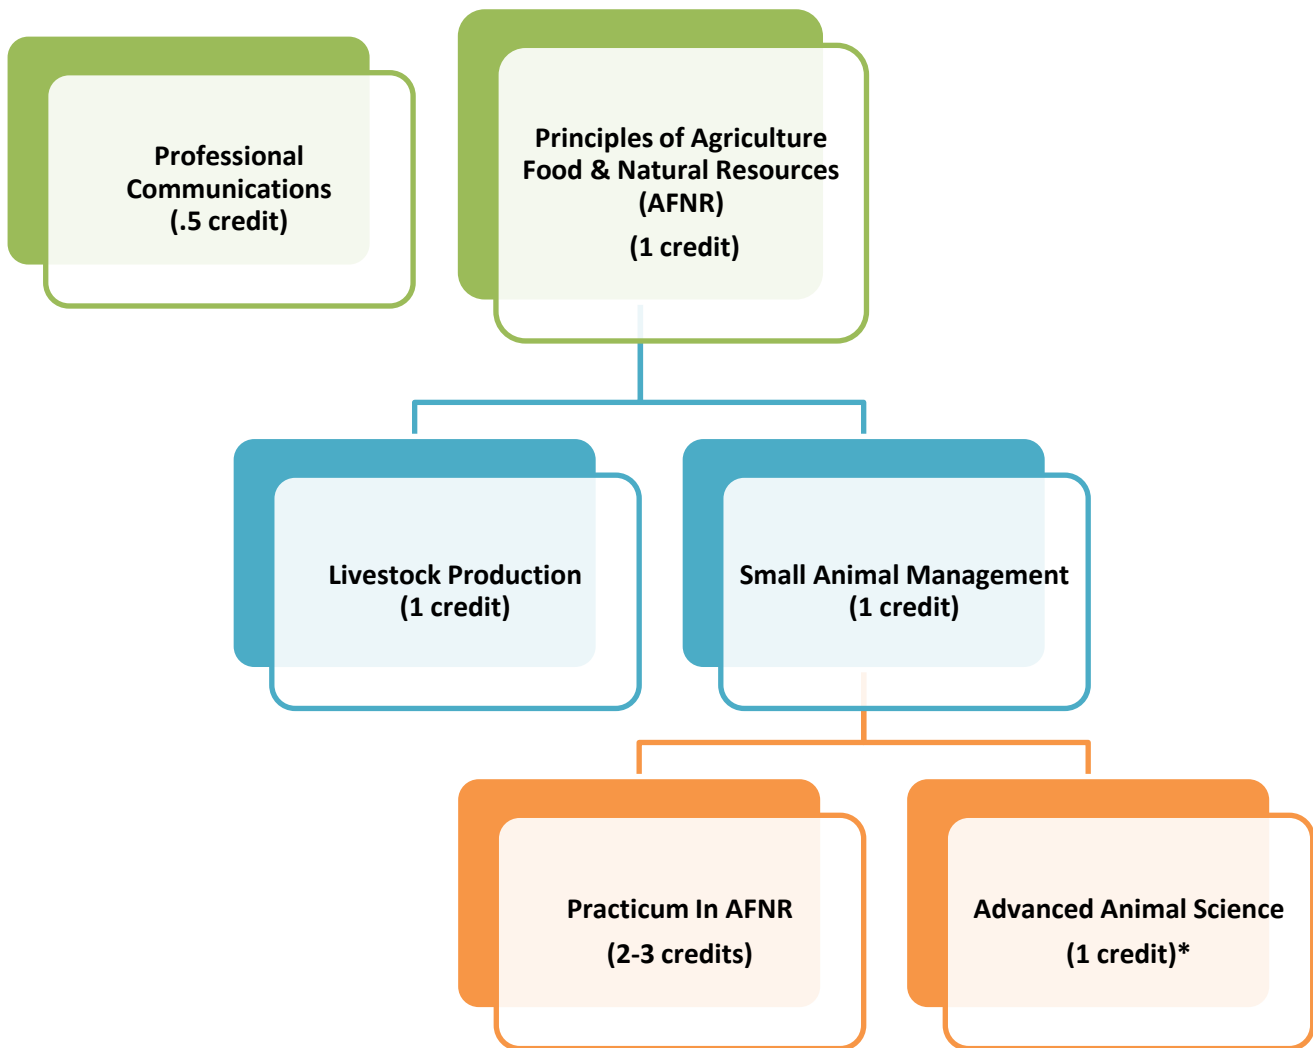 Professional
Communications
(.5 credit)
Principles of Agriculture
Food & Natural Resources
(AFNR)
(1 credit)
Livestock Production
(1 credit)
Small Animal Management
(1 credit)
Practicum In AFNR
(2-3 credits)
Advanced Animal Science
(1 credit)*